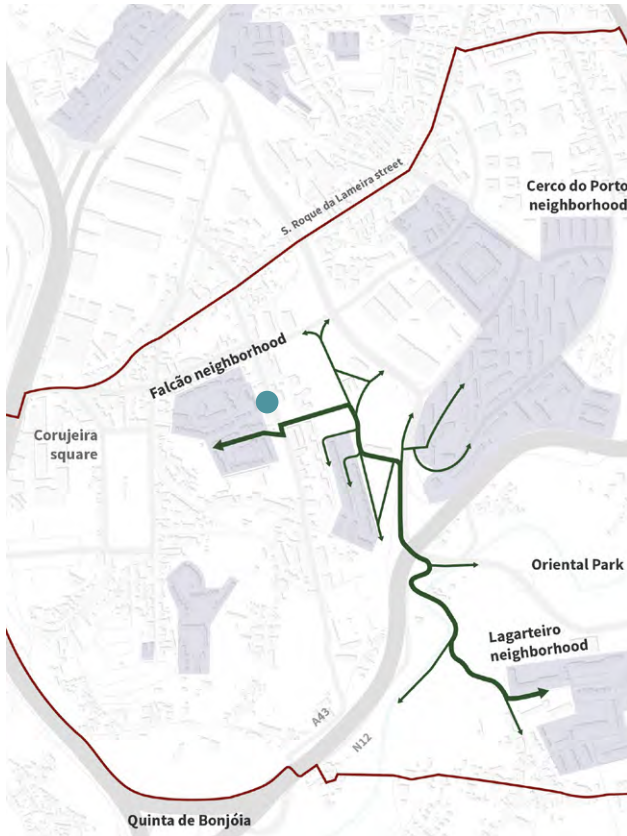 S. Roque da Lameira street
Cerco do Porto
neighborhood
Falcão neighborhood
Corujeira
square
Oriental Park
Lagarteiro
neighborhood
A43
N12
Quinta de Bonjóia